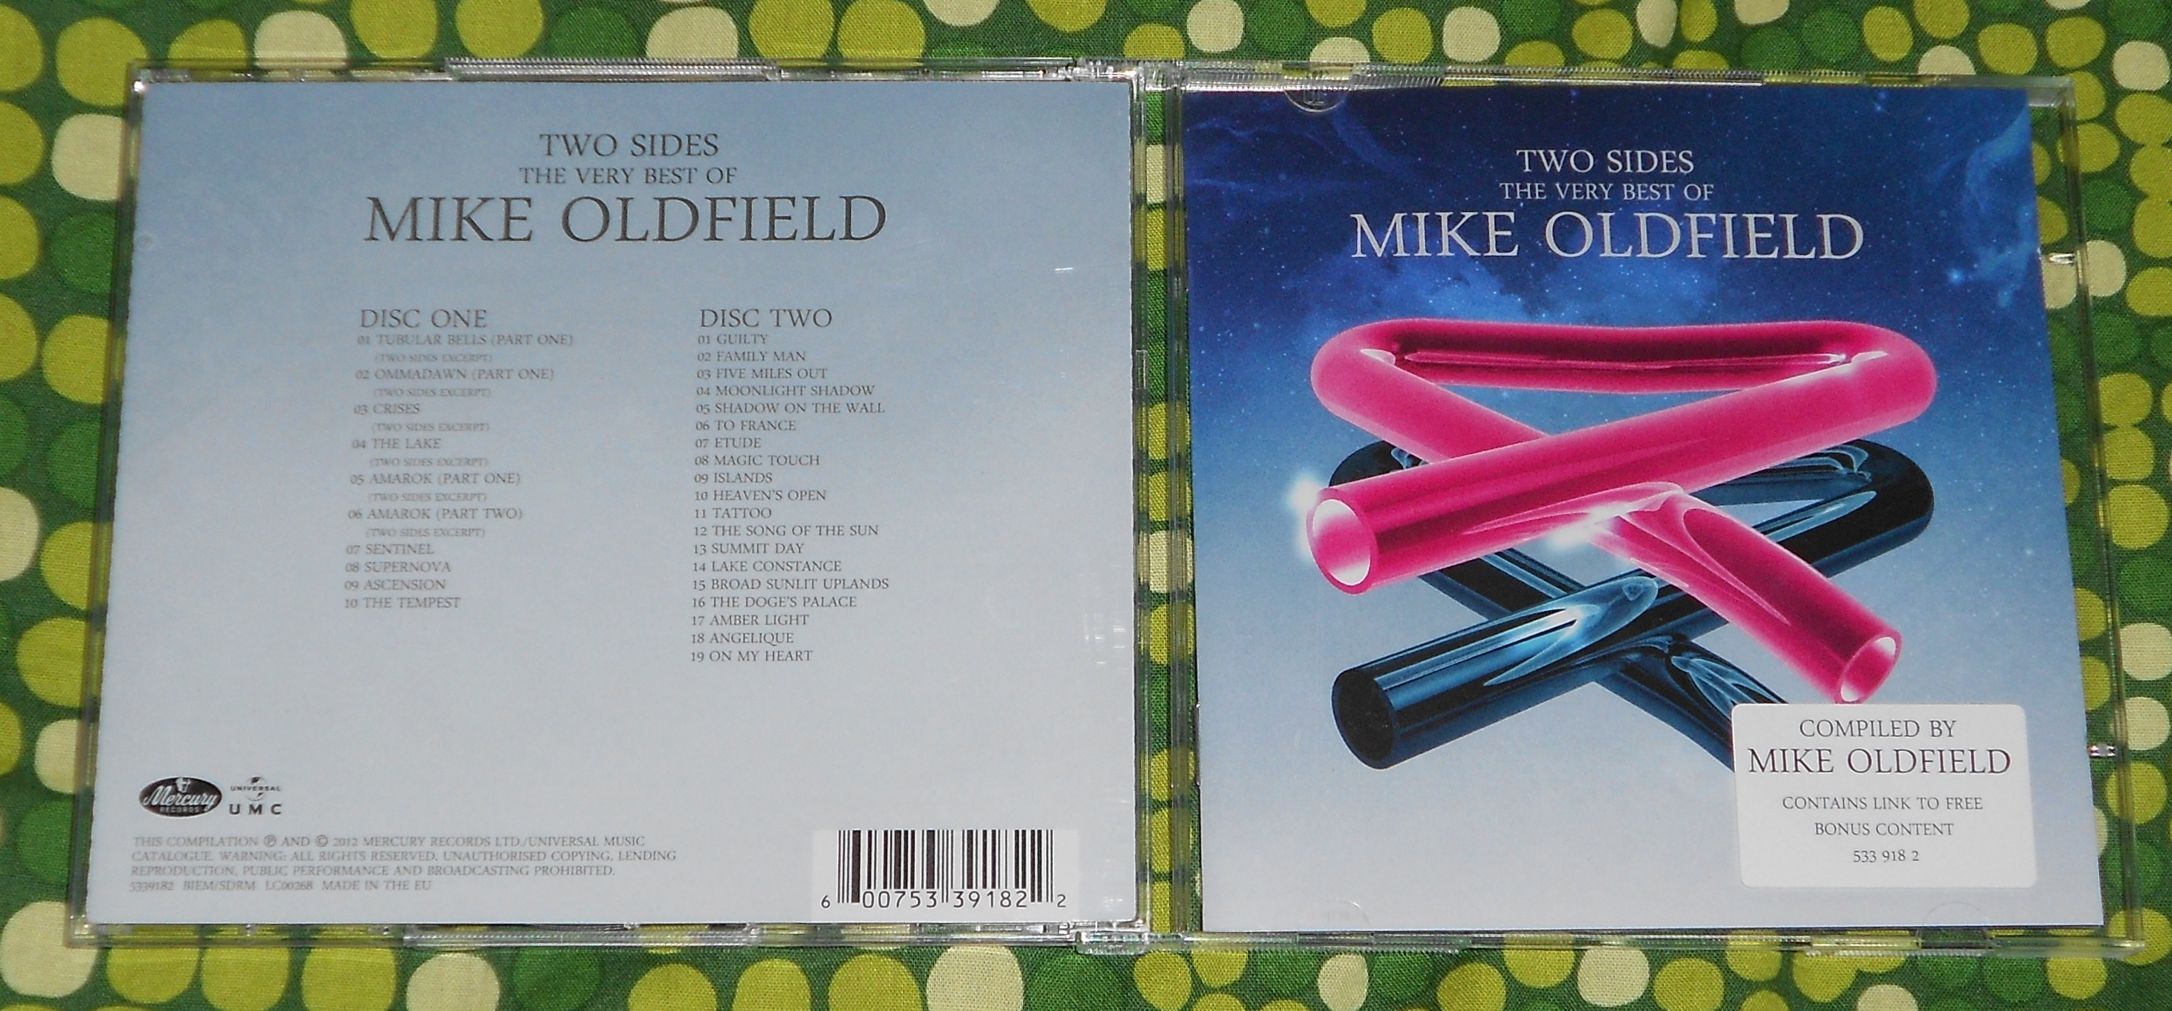 TWO SIDES
THE VERY BEST OF
MIKE OLDFIELD
DISC ONE
01 TUBULAR BELLS (PART ONE)
(TWO SIDES EXCERPT)
02 OMMADAWN (PART ONE)
(TWO SIDES EXCERPT)
03 CRISES
(TWO SIDES EXCERPT)
04 THE LAKE
(TWO SIDES EXCERPT)
05 AMAROK (PART ONE)
(TWO SIDES EXCERPT)
06 AMAROK (PART TWO)
(TWO SIDES EXCERPT)
07 SENTINEL
08 SUPERNOVA
09 ASCENSION
10 THE TEMPEST
DISC TWO
01 GUILTY
02 FAMILY MAN
03 FIVE MILES OUT
04 MOONLIGHT SHADOW
05 SHADOW ON THE WALL
06 TO FRANCE
07 ETUDE
08 MAGIC TOUCH
09 ISLANDS
10 HEAVEN'S OPEN
11 TATTOO
12 THE SONG OF THE SUN
13 SUMMIT DAY
14 LAKE CONSTANCE
15 BROAD SUNLIT UPLANDS
16 THE DOGE'S PALACE
17 AMBER LIGHT
18 ANGELIQUE
19 ON MY HEART
Mercury
RECORDS
UNIVERSAL
UMC
THIS COMPILATION ℗ AND © 2012 MERCURY RECORDS LTD/UNIVERSAL MUSIC
CATALOGUE. WARNING: ALL RIGHTS RESERVED. UNAUTHORISED COPYING, LENDING
REPRODUCTION, PUBLIC PERFORMANCE AND BROADCASTING PROHIBITED.
5339182 BIEM/SDRM LC00268 MADE IN THE EU
6 00753 39182 2
TWO SIDES
THE VERY BEST OF
MIKE OLDFIELD
COMPILED BY
MIKE OLDFIELD
CONTAINS LINK TO FREE
BONUS CONTENT
533 918 2